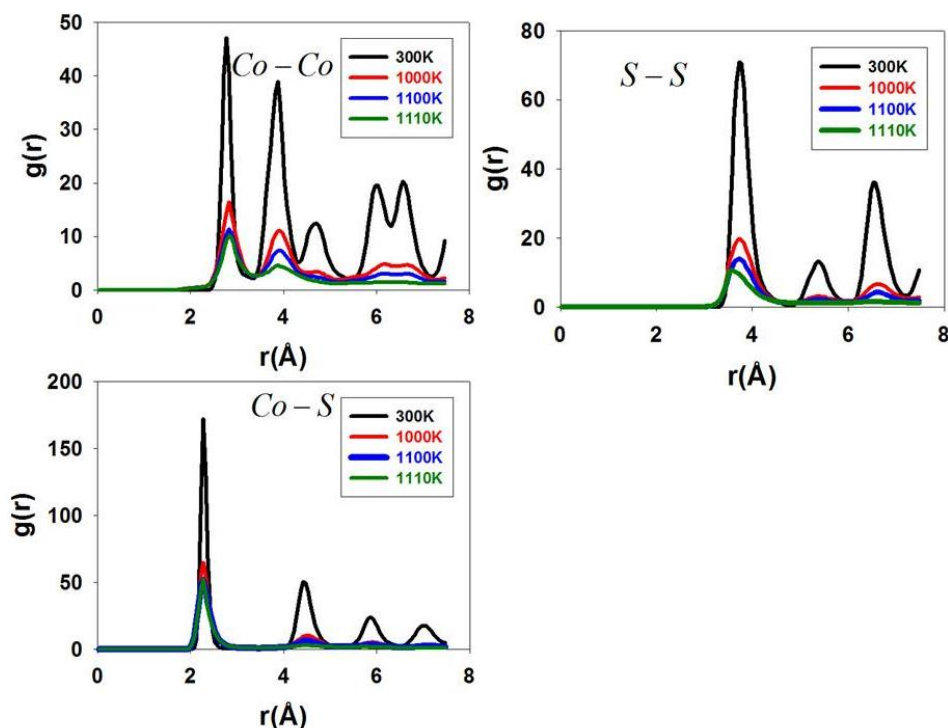 50
40
30
20
10
0
g(r)
Co – Co
300K
1000K
1100K
1110K
0 2 4 6 8
r(Å)
80
60
40
20
0
g(r)
S – S
300K
1000K
1100K
1110K
0 2 4 6 8
r(Å)
200
150
100
50
0
g(r)
Co – S
300K
1000K
1100K
1110K
0 2 4 6 8
r(Å)